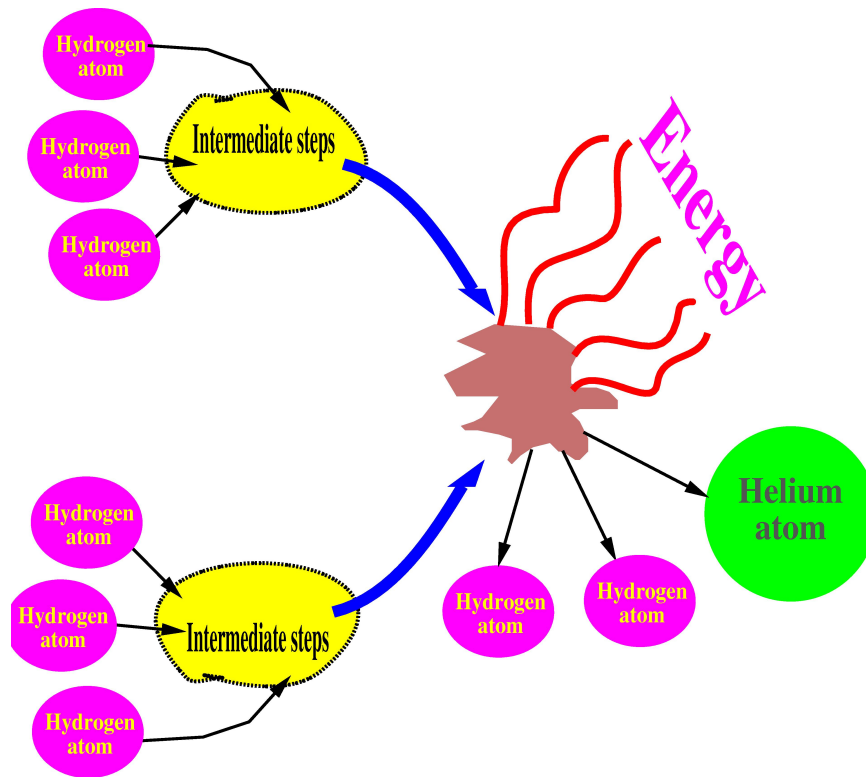 Hydrogen
atom
Intermediate steps
Hydrogen
atom
Hydrogen
atom
Energy
Helium
atom
Hydrogen
atom
Hydrogen
atom
Hydrogen
atom
Hydrogen
atom
Intermediate steps
Hydrogen
atom